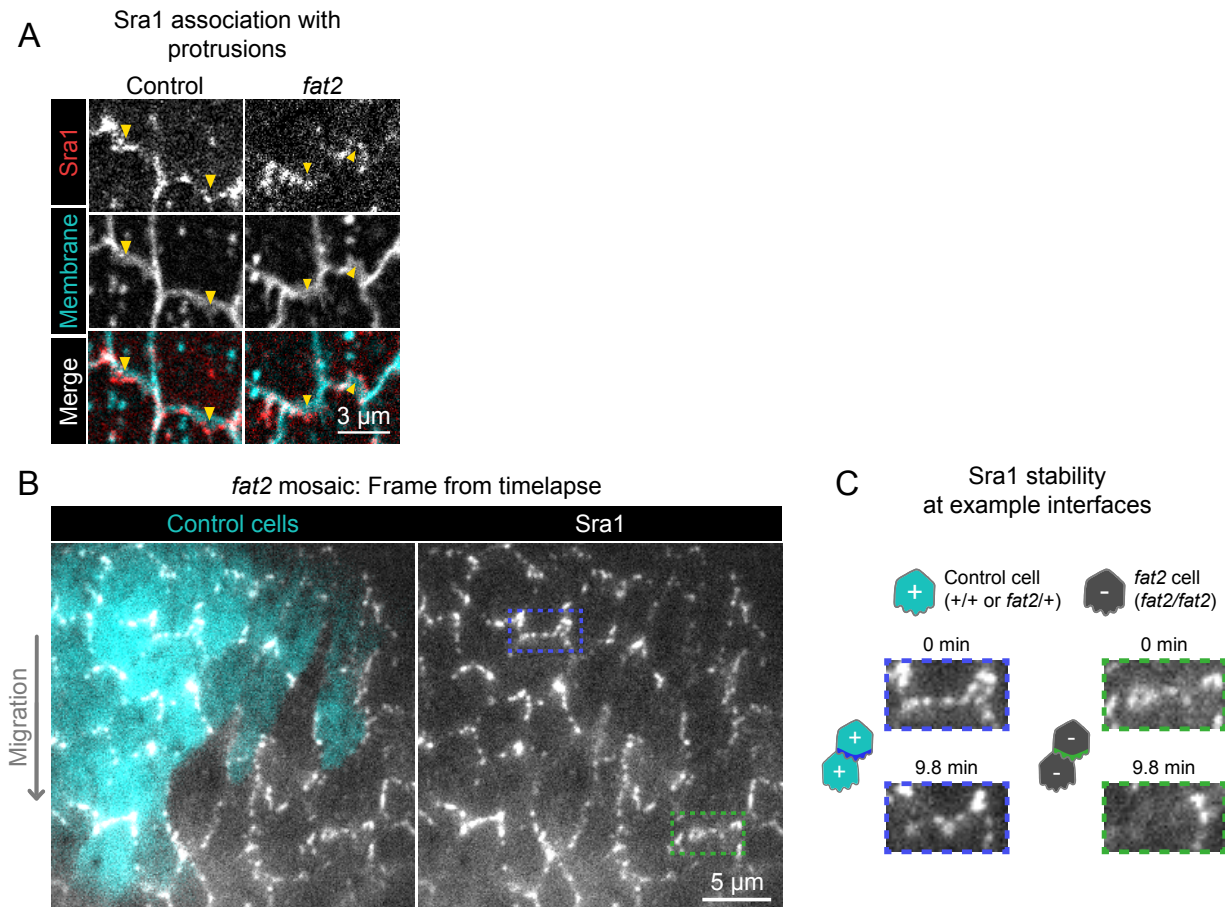 A
Sra1 association with
protrusions
Control
fat2
Sra1
Membrane
Merge
3 µm
B
fat2 mosaic: Frame from timelapse
Control cells
Sra1
Migration
5 µm
C
Sra1 stability
at example interfaces
+
Control cell
(+/+ or fat2/+)
-
fat2 cell
(fat2/fat2)
0 min
0 min
+
+
-
-
9.8 min
9.8 min